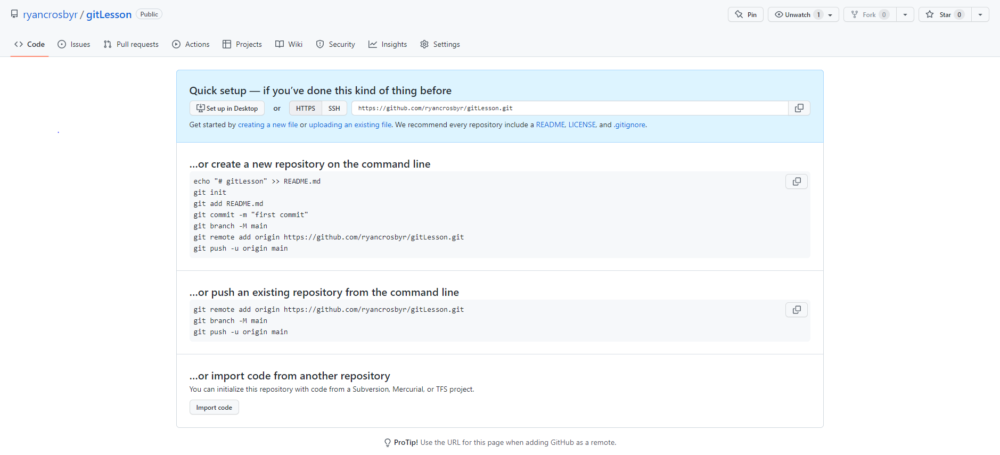 ryancrosbyr / gitLesson Public
Pin Unwatch 1 Fork 0 Star 0
Code Issues Pull requests Actions Projects Wiki Security Insights Settings
Quick setup — if you’ve done this kind of thing before
Set up in Desktop or HTTPS SSH https://github.com/ryancrosbyr/gitLesson.git
Get started by creating a new file or uploading an existing file. We recommend every repository include a README, LICENSE, and .gitignore.
…or create a new repository on the command line
echo "# gitLesson" >> README.md
git init
git add README.md
git commit -m "first commit"
git branch -M main
git remote add origin https://github.com/ryancrosbyr/gitLesson.git
git push -u origin main
…or push an existing repository from the command line
git remote add origin https://github.com/ryancrosbyr/gitLesson.git
git branch -M main
git push -u origin main
…or import code from another repository
You can initialize this repository with code from a Subversion, Mercurial, or TFS project.
Import code
ProTip! Use the URL for this page when adding GitHub as a remote.